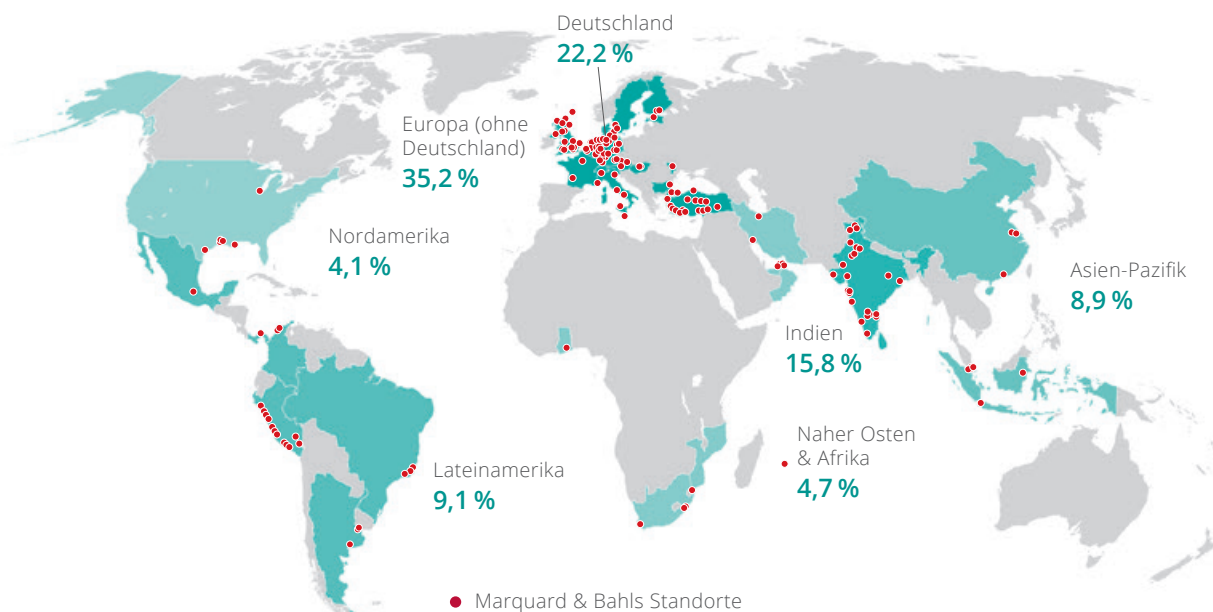 Deutschland
22,2 %
Europa (ohne
Deutschland)
35,2 %
Nordamerika
4,1 %
Asien-Pazifik
8,9 %
Indien
15,8 %
Naher Osten
& Afrika
4,7 %
Lateinamerika
9,1 %
Marquard & Bahls Standorte